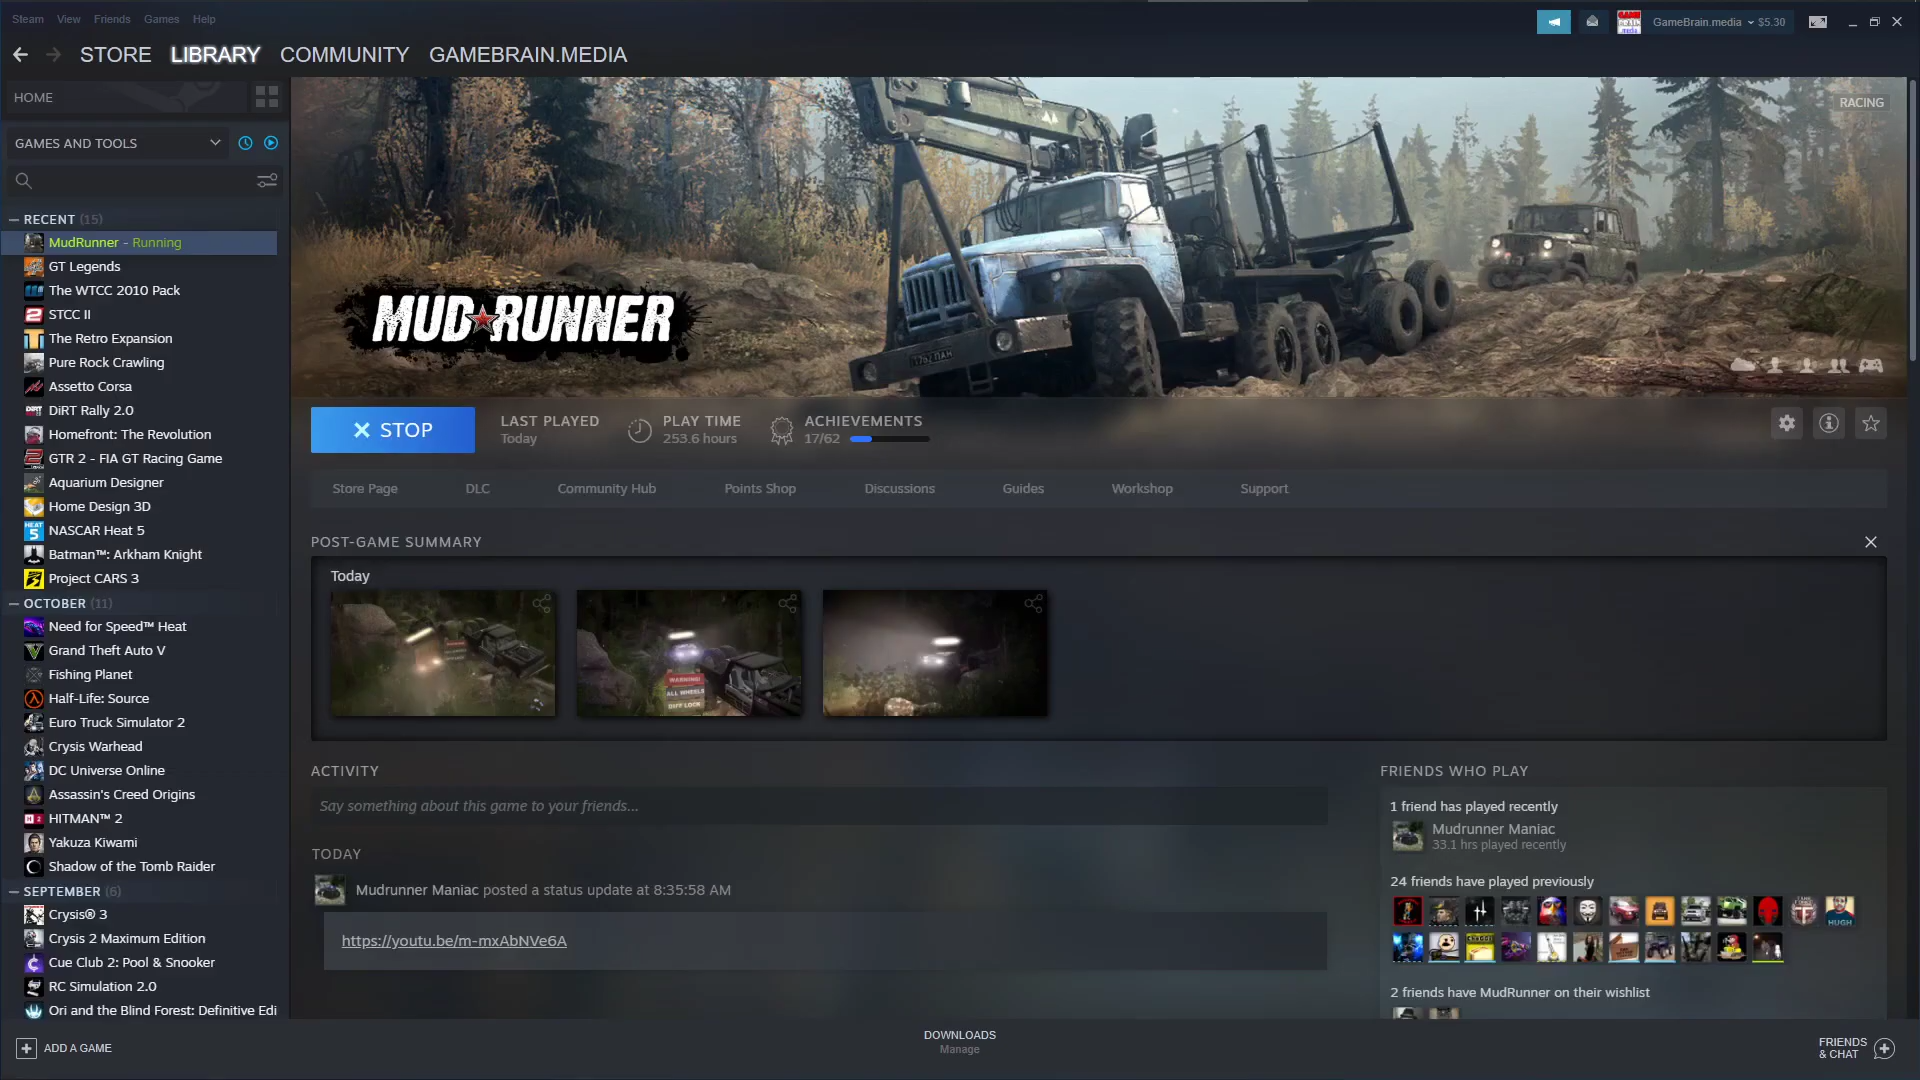 Steam View Friends Games Help
GameBrain.media $5.30
STORE LIBRARY COMMUNITY GAMEBRAIN.MEDIA
HOME
GAMES AND TOOLS
RECENT (15)
MudRunner - Running
GT Legends
The WTCC 2010 Pack
STCC II
The Retro Expansion
Pure Rock Crawling
Assetto Corsa
DiRT Rally 2.0
Homefront: The Revolution
GTR 2 - FIA GT Racing Game
Aquarium Designer
Home Design 3D
NASCAR Heat 5
Batman™: Arkham Knight
Project CARS 3
OCTOBER (11)
Need for Speed™ Heat
Grand Theft Auto V
Fishing Planet
Half-Life: Source
Euro Truck Simulator 2
Crysis Warhead
DC Universe Online
Assassin's Creed Origins
HITMAN™ 2
Yakuza Kiwami
Shadow of the Tomb Raider
SEPTEMBER (6)
Crysis® 3
Crysis 2 Maximum Edition
Cue Club 2: Pool & Snooker
RC Simulation 2.0
Ori and the Blind Forest: Definitive Edi
ADD A GAME
RACING
MUDRUNNER
STOP
LAST PLAYED
Today
PLAY TIME
253.6 hours
ACHIEVEMENTS
17/62
Store Page DLC Community Hub Points Shop Discussions Guides Workshop Support
POST-GAME SUMMARY
Today
WARNING!
ALL WHEELS
DIFF LOCK
ACTIVITY
Say something about this game to your friends...
TODAY
Mudrunner Maniac posted a status update at 8:35:58 AM
https://youtu.be/m-mxAbNVe6A
FRIENDS WHO PLAY
1 friend has played recently
Mudrunner Maniac
33.1 hrs played recently
24 friends have played previously
HUGH
2 friends have MudRunner on their wishlist
DOWNLOADS
Manage
FRIENDS
& CHAT